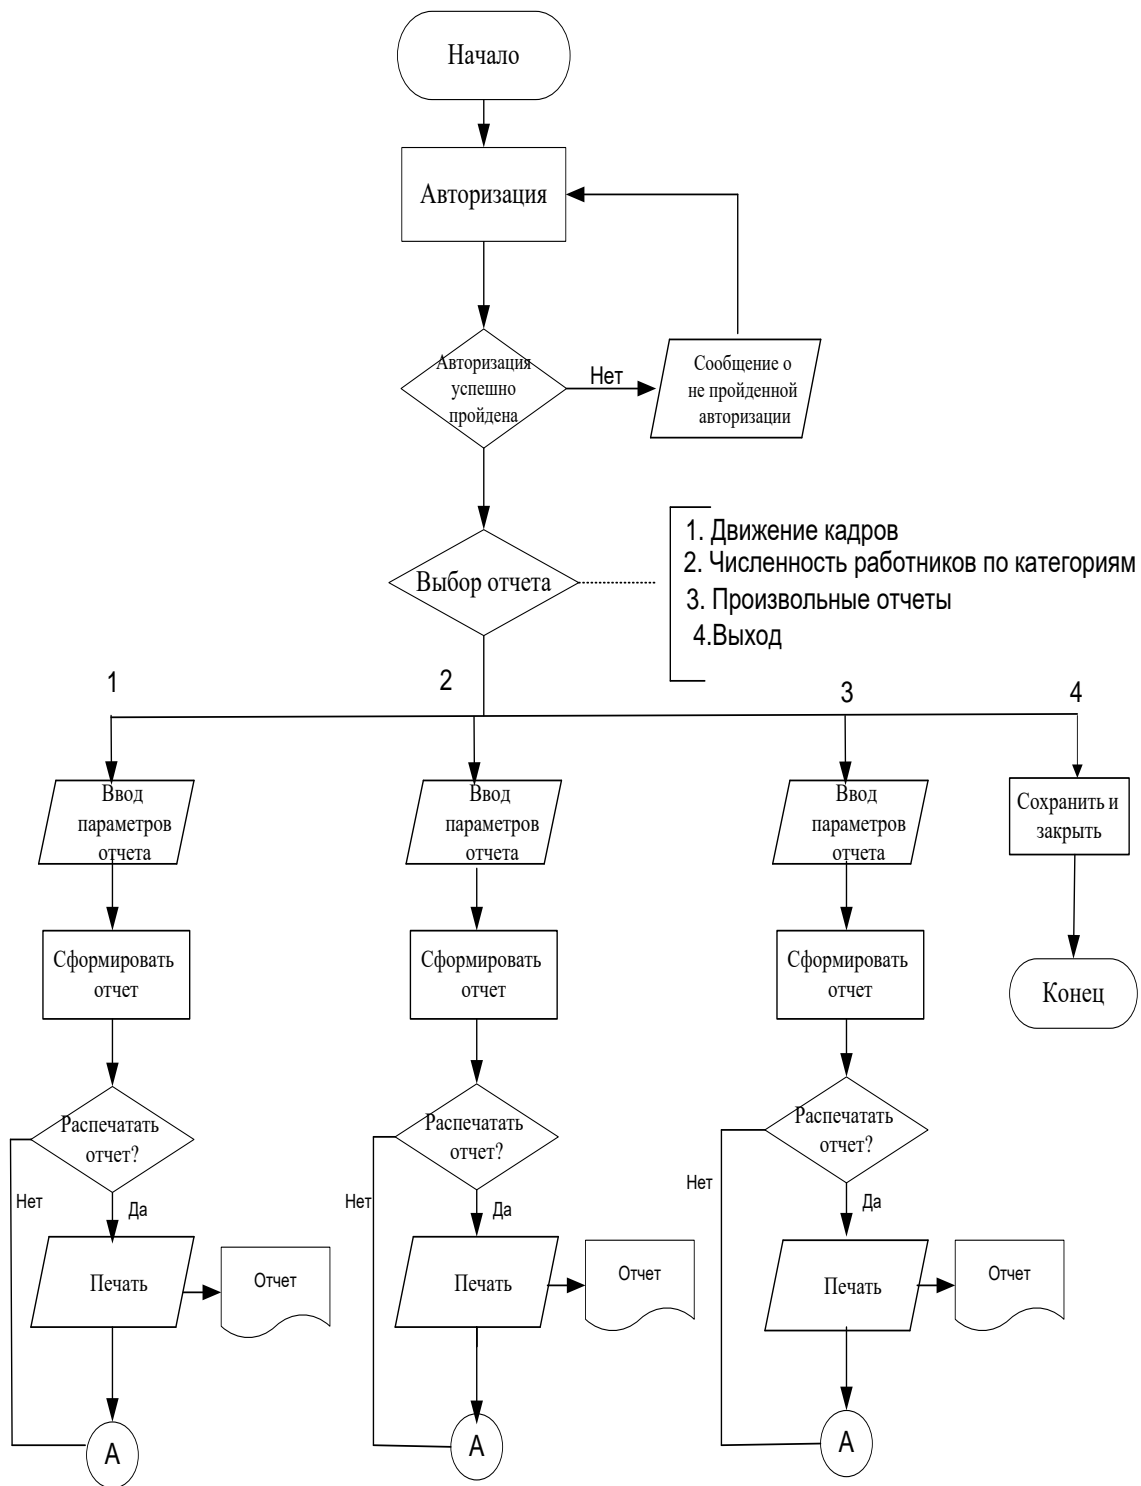 Начало
Авторизация
Авторизация
успешно
пройдена
Нет
Сообщение о
не пройденной
авторизации
Выбор отчета
1. Движение кадров
2. Численность работников по категориям
3. Произвольные отчеты
4.Выход
1
2
3
4
Ввод
параметров
отчета
Ввод
параметров
отчета
Ввод
параметров
отчета
Сохранить и
закрыть
Сформировать
отчет
Сформировать
отчет
Сформировать
отчет
Конец
Распечатать
отчет?
Распечатать
отчет?
Распечатать
отчет?
Нет
Да
Нет
Да
Нет
Да
Печать
Отчет
Печать
Отчет
Печать
Отчет
А
А
А